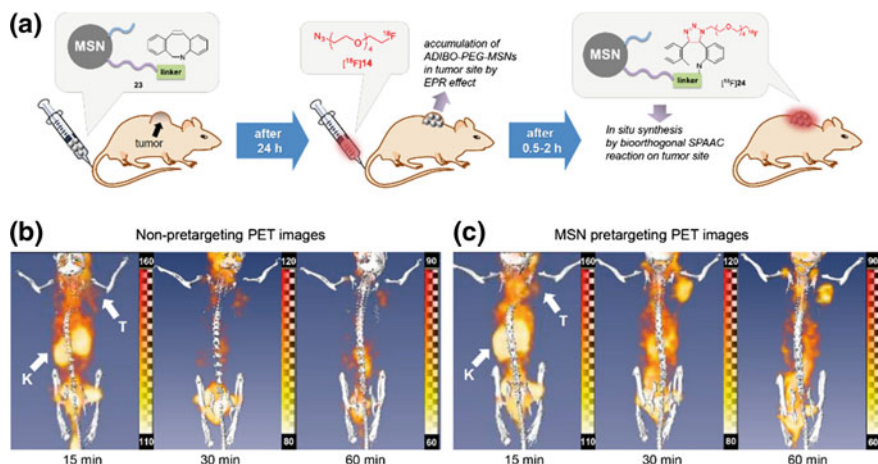 (a)
MSN
linker
23
N
tumor
after
24 h
N₃
O
4
¹⁸F
[¹⁸F]14
accumulation of
ADIBO-PEG-MSNs
in tumor site by
EPR effect
after
0.5-2 h
MSN
linker
N
N
N
N
O
4
¹⁸F
[¹⁸F]24
In situ synthesis
by bioorthogonal SPAAC
reaction on tumor site
(b)
Non-pretargeting PET images
160
110
120
80
90
60
T
K
15 min
30 min
60 min
(c)
MSN pretargeting PET images
160
110
120
80
90
60
T
K
15 min
30 min
60 min